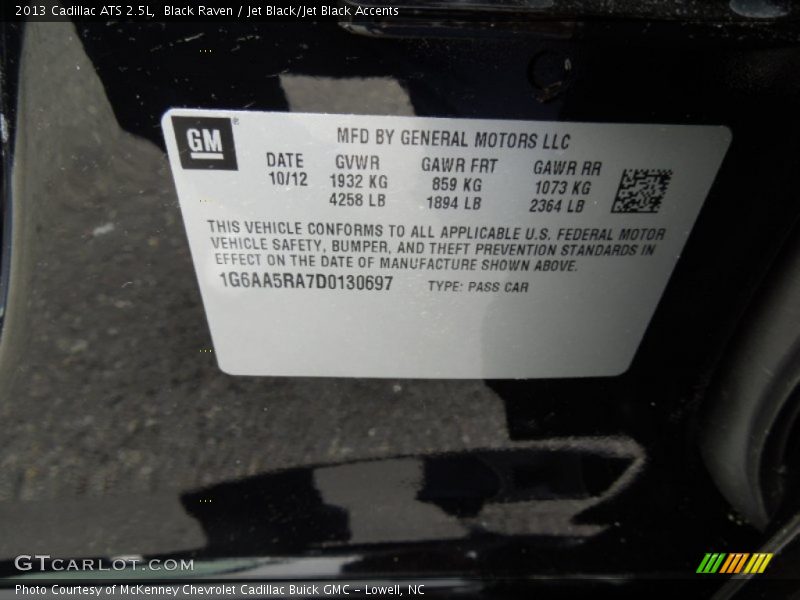 2013 Cadillac ATS 2.5L, Black Raven / Jet Black/Jet Black Accents
GM
MFD BY GENERAL MOTORS LLC
DATE GVWR GAWR FRT GAWR RR
10/12 1932 KG 859 KG 1073 KG
4258 LB 1894 LB 2364 LB
THIS VEHICLE CONFORMS TO ALL APPLICABLE U.S. FEDERAL MOTOR
VEHICLE SAFETY, BUMPER, AND THEFT PREVENTION STANDARDS IN
EFFECT ON THE DATE OF MANUFACTURE SHOWN ABOVE.
1G6AA5RA7D0130697 TYPE: PASS CAR
GTCARLOT.COM
Photo Courtesy of McKenney Chevrolet Cadillac Buick GMC - Lowell, NC